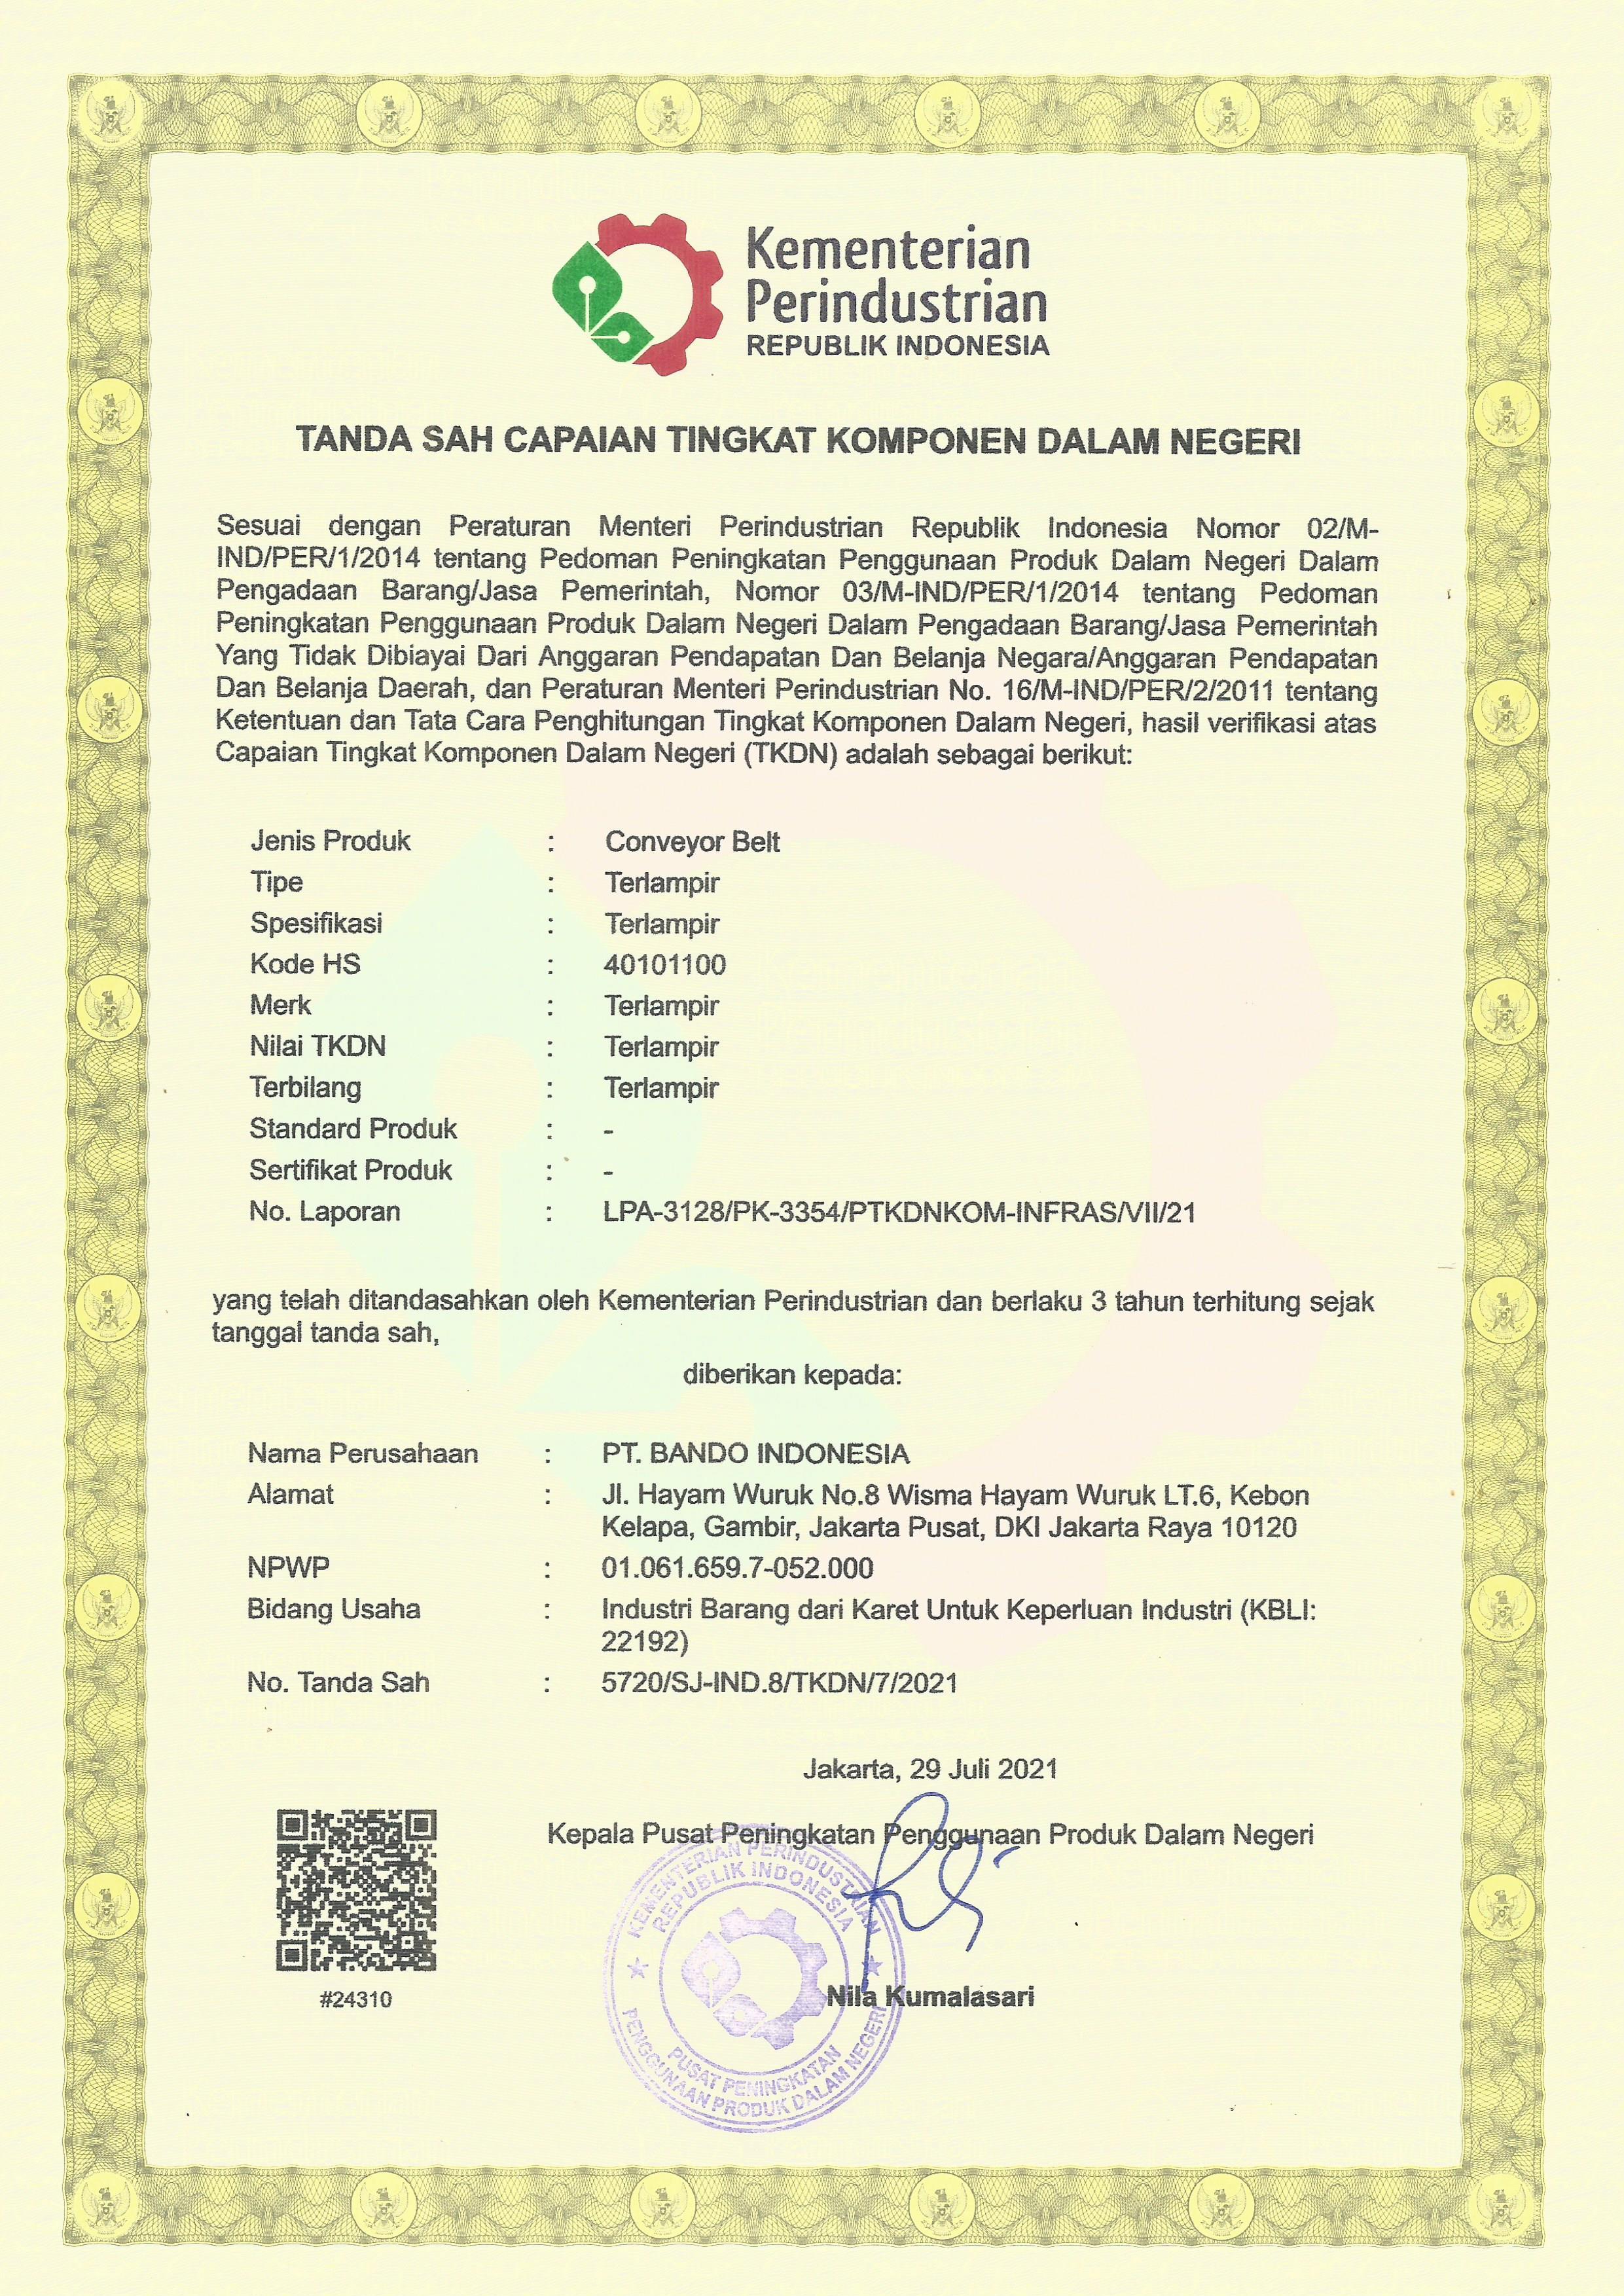 Kementerian
Perindustrian
REPUBLIK INDONESIA
TANDA SAH CAPAIAN TINGKAT KOMPONEN DALAM NEGERI
Sesuai dengan Peraturan Menteri Perindustrian Republik Indonesia Nomor 02/M-
IND/PER/1/2014 tentang Pedoman Peningkatan Penggunaan Produk Dalam Negeri Dalam
Pengadaan Barang/Jasa Pemerintah, Nomor 03/M-IND/PER/1/2014 tentang Pedoman
Peningkatan Penggunaan Produk Dalam Negeri Dalam Pengadaan Barang/Jasa Pemerintah
Yang Tidak Dibiayai Dari Anggaran Pendapatan Dan Belanja Negara/Anggaran Pendapatan
Dan Belanja Daerah, dan Peraturan Menteri Perindustrian No. 16/M-IND/PER/2/2011 tentang
Ketentuan dan Tata Cara Penghitungan Tingkat Komponen Dalam Negeri, hasil verifikasi atas
Capaian Tingkat Komponen Dalam Negeri (TKDN) adalah sebagai berikut:
Jenis Produk : Conveyor Belt
Tipe : Terlampir
Spesifikasi : Terlampir
Kode HS : 40101100
Merk : Terlampir
Nilai TKDN : Terlampir
Terbilang : Terlampir
Standard Produk : -
Sertifikat Produk : -
No. Laporan : LPA-3128/PK-3354/PTKDNKOM-INFRAS/VII/21
yang telah ditandasahkan oleh Kementerian Perindustrian dan berlaku 3 tahun terhitung sejak
tanggal tanda sah,
diberikan kepada:
Nama Perusahaan : PT. BANDO INDONESIA
Alamat : Jl. Hayam Wuruk No.8 Wisma Hayam Wuruk LT.6, Kebon
Kelapa, Gambir, Jakarta Pusat, DKI Jakarta Raya 10120
NPWP : 01.061.659.7-052.000
Bidang Usaha : Industri Barang dari Karet Untuk Keperluan Industri (KBLI:
22192)
No. Tanda Sah : 5720/SJ-IND.8/TKDN/7/2021
Jakarta, 29 Juli 2021
Kepala Pusat Peningkatan Penggunaan Produk Dalam Negeri
KEMENTERIAN PERINDUSTRIAN
REPUBLIK INDONESIA
PUSAT PENINGKATAN
PENGGUNAAN PRODUK DALAM NEGERI
Nila Kumalasari
#24310